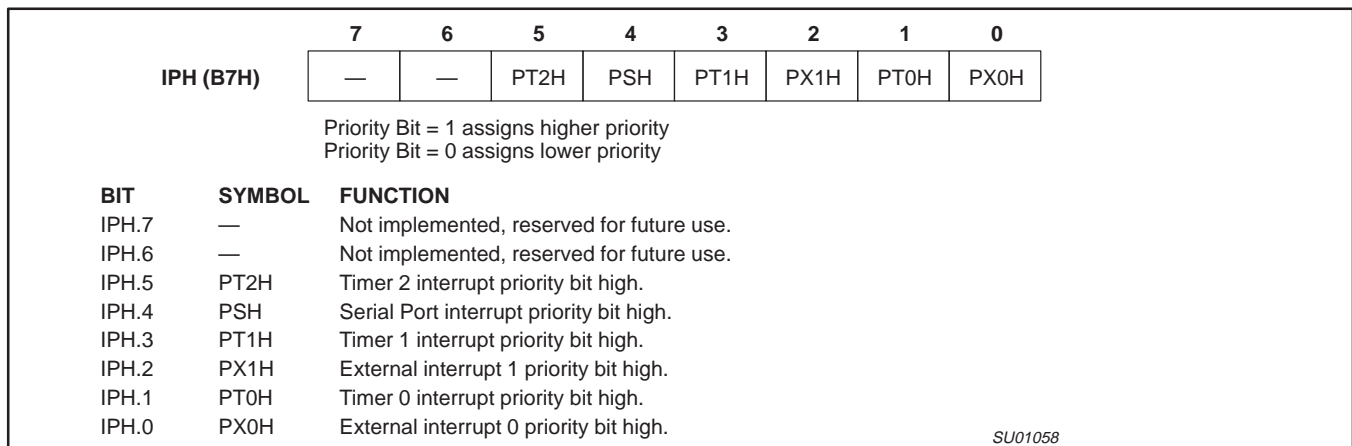 7 6 5 4 3 2 1 0
IPH (B7H) — — PT2H PSH PT1H PX1H PT0H PX0H
Priority Bit = 1 assigns higher priority
Priority Bit = 0 assigns lower priority
BIT SYMBOL FUNCTION
IPH.7 — Not implemented, reserved for future use.
IPH.6 — Not implemented, reserved for future use.
IPH.5 PT2H Timer 2 interrupt priority bit high.
IPH.4 PSH Serial Port interrupt priority bit high.
IPH.3 PT1H Timer 1 interrupt priority bit high.
IPH.2 PX1H External interrupt 1 priority bit high.
IPH.1 PT0H Timer 0 interrupt priority bit high.
IPH.0 PX0H External interrupt 0 priority bit high.
SU01058